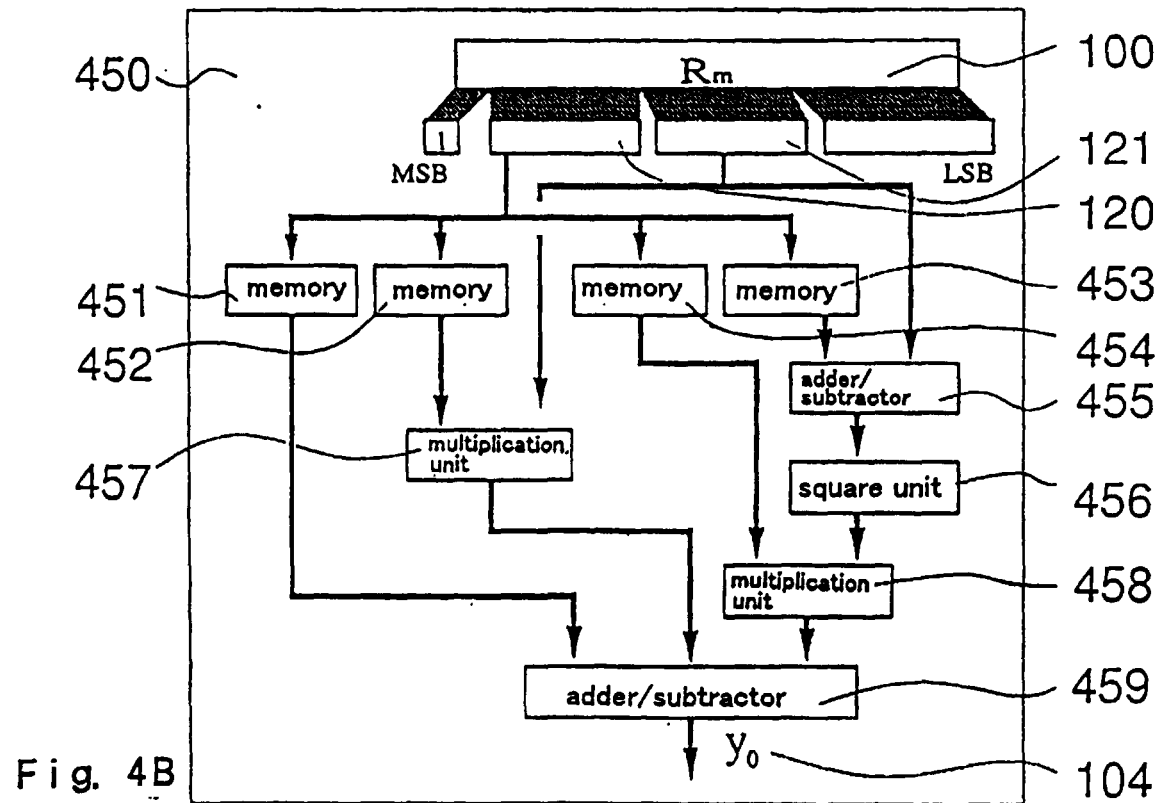 450
Rm
100
1
MSB
LSB
121
120
451
memory
memory
memory
memory
453
452
454
adder/
subtractor
455
457
multiplication
unit
square unit
456
multiplication
unit
458
adder/subtractor
459
y0
104
Fig. 4B